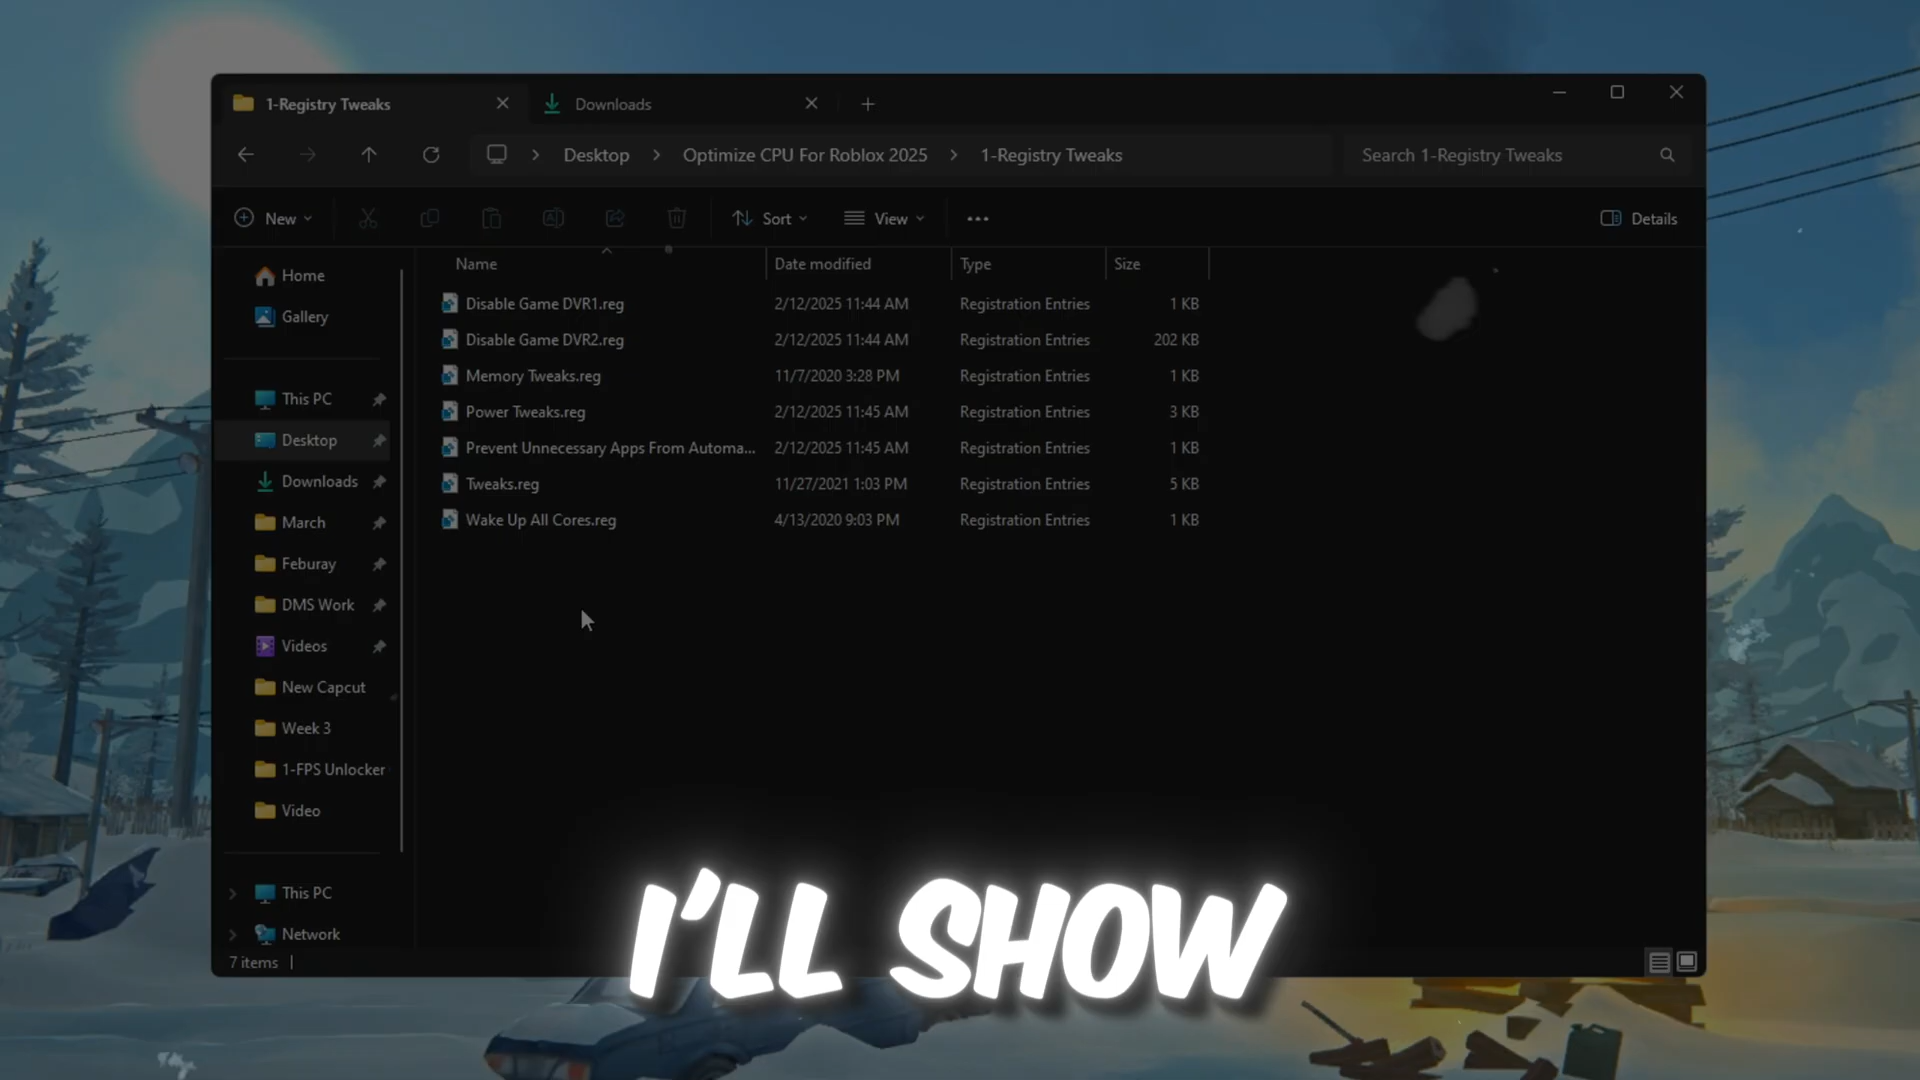 1-Registry Tweaks
Downloads
Desktop
Optimize CPU For Roblox 2025
1-Registry Tweaks
Search 1-Registry Tweaks
New
Sort
View
Details
Name Date modified Type Size
Disable Game DVR1.reg 2/12/2025 11:44 AM Registration Entries 1 KB
Disable Game DVR2.reg 2/12/2025 11:44 AM Registration Entries 202 KB
Memory Tweaks.reg 11/7/2020 3:28 PM Registration Entries 1 KB
Power Tweaks.reg 2/12/2025 11:45 AM Registration Entries 3 KB
Prevent Unnecessary Apps From Automa... 2/12/2025 11:45 AM Registration Entries 1 KB
Tweaks.reg 11/27/2021 1:03 PM Registration Entries 5 KB
Wake Up All Cores.reg 4/13/2020 9:03 PM Registration Entries 1 KB
Home
Gallery
This PC
Desktop
Downloads
March
Feburay
DMS Work
Videos
New Capcut
Week 3
1-FPS Unlocker
Video
This PC
Network
7 items
I'LL SHOW